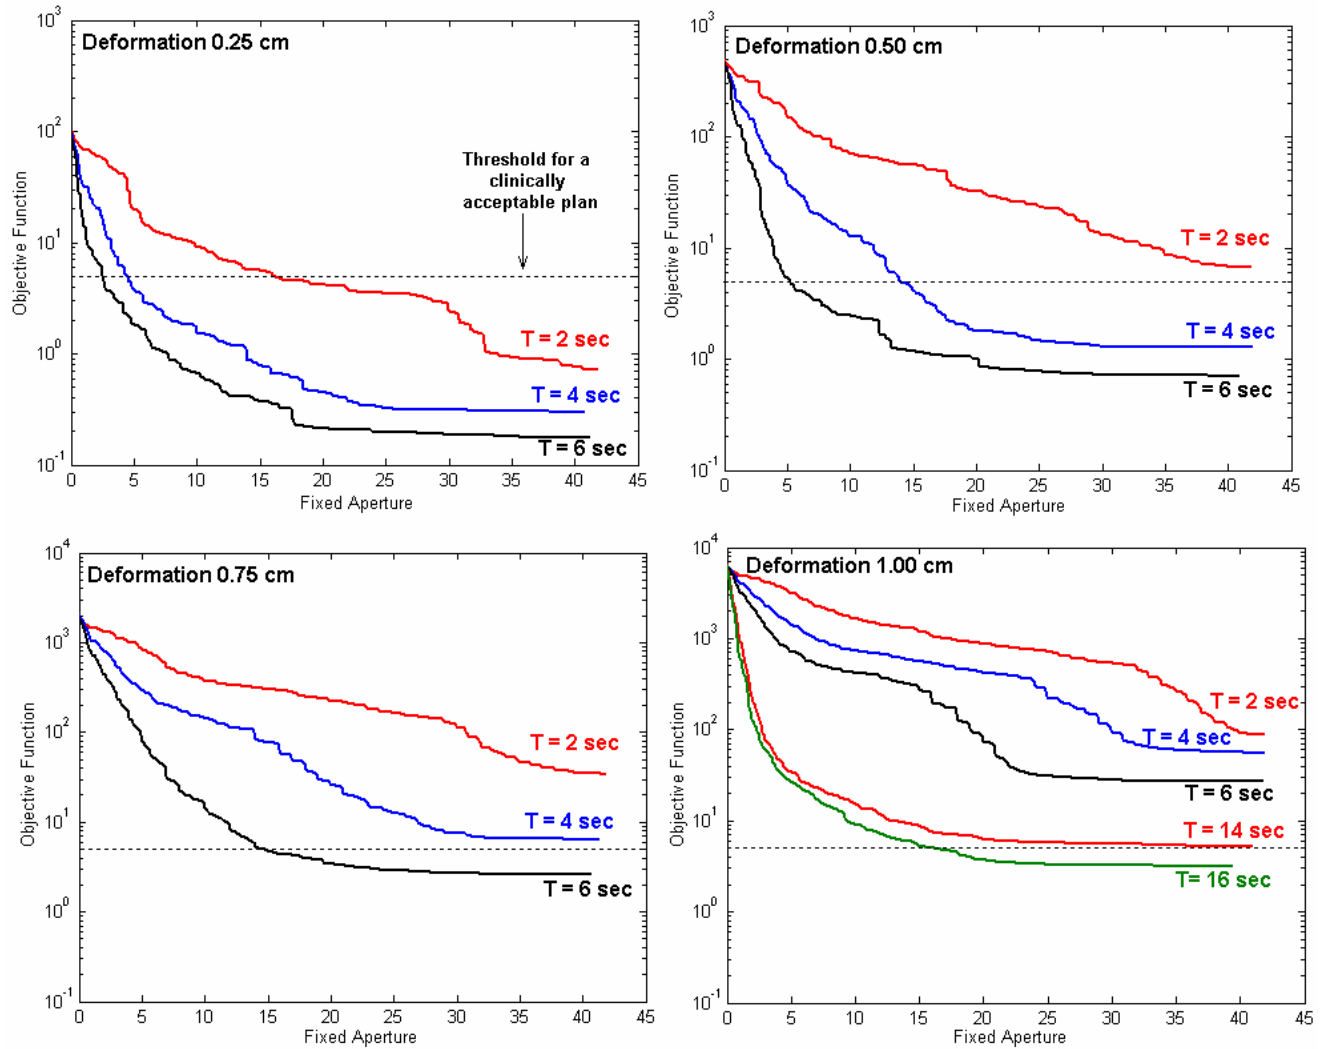 Deformation 0.25 cm
Objective Function
10^3
10^2
10^1
10^0
10^-1
Threshold for a
clinically
acceptable plan
T = 2 sec
T = 4 sec
T = 6 sec
0 5 10 15 20 25 30 35 40 45
Fixed Aperture
Deformation 0.50 cm
Objective Function
10^3
10^2
10^1
10^0
10^-1
T = 2 sec
T = 4 sec
T = 6 sec
0 5 10 15 20 25 30 35 40 45
Fixed Aperture
Deformation 0.75 cm
Objective Function
10^4
10^3
10^2
10^1
10^0
10^-1
T = 2 sec
T = 4 sec
T = 6 sec
0 5 10 15 20 25 30 35 40 45
Fixed Aperture
Deformation 1.00 cm
Objective Function
10^4
10^3
10^2
10^1
10^0
10^-1
T = 2 sec
T = 4 sec
T = 6 sec
T = 14 sec
T= 16 sec
0 5 10 15 20 25 30 35 40 45
Fixed Aperture